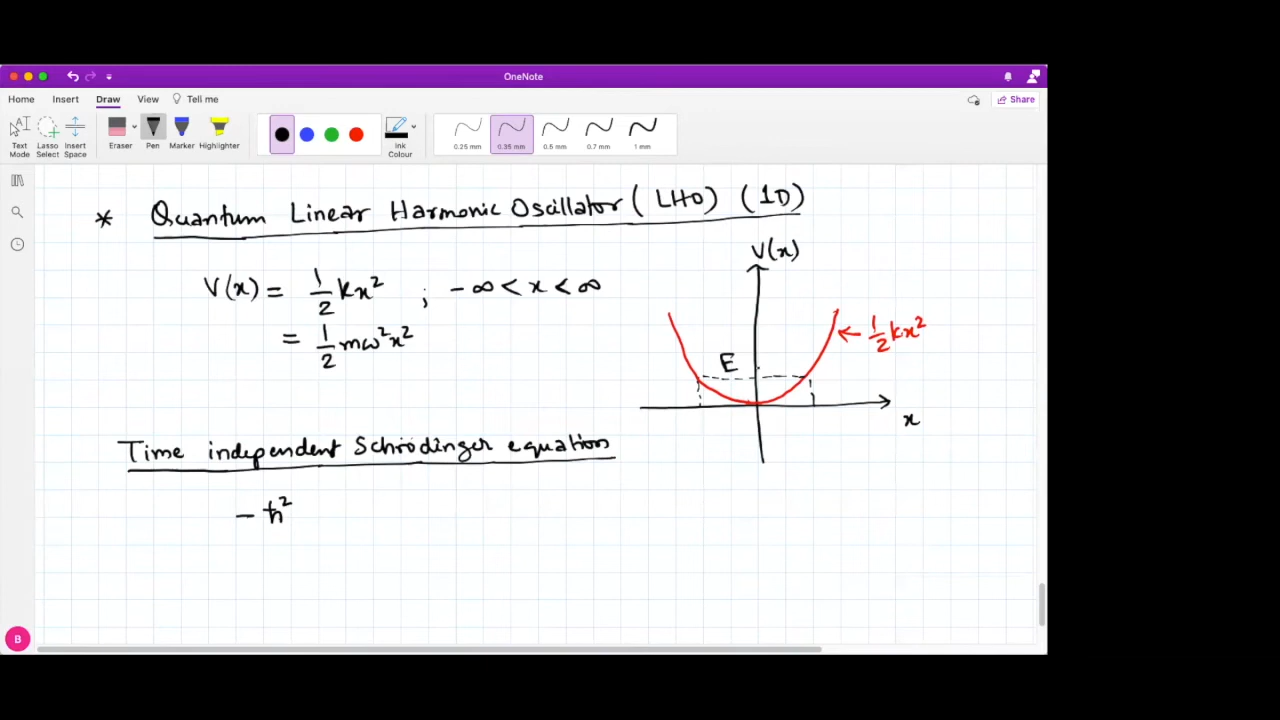 OneNote
Home Insert Draw View Tell me Share
Text Mode Lasso Select Insert Space Eraser Pen Marker Highlighter Ink Colour 0.25 mm 0.35 mm 0.5 mm 0.7 mm 1 mm
* Quantum Linear Harmonic Oscillator (LHO) (1D)
V(x) = 1/2 kx² ; -∞ < x < ∞
= 1/2 mω²x²
V(x)
← 1/2 kx²
E
x
Time independent Schrödinger equation
- ħ²
B